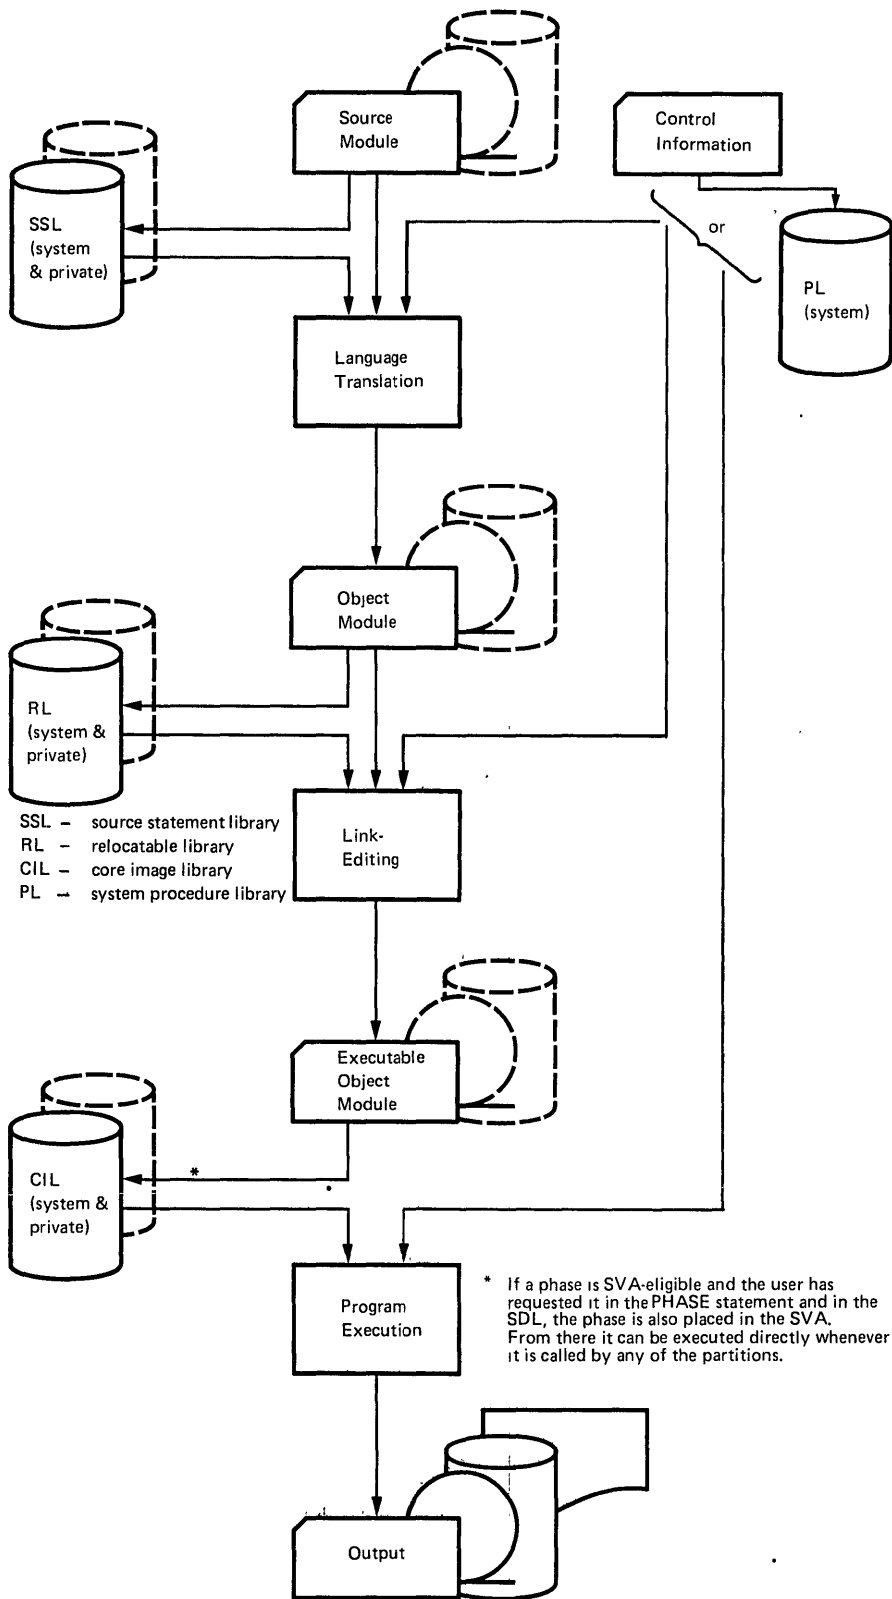 Source
Module
Control
Information
SSL
(system
& private)
or
PL
(system)
Language
Translation
Object
Module
RL
(system &
private)
SSL – source statement library
RL – relocatable library
CIL – core image library
PL – system procedure library
Link-
Editing
Executable
Object
Module
*
CIL
(system &
private)
Program
Execution
* If a phase is SVA-eligible and the user has
requested it in the PHASE statement and in the
SDL, the phase is also placed in the SVA.
From there it can be executed directly whenever
it is called by any of the partitions.
Output